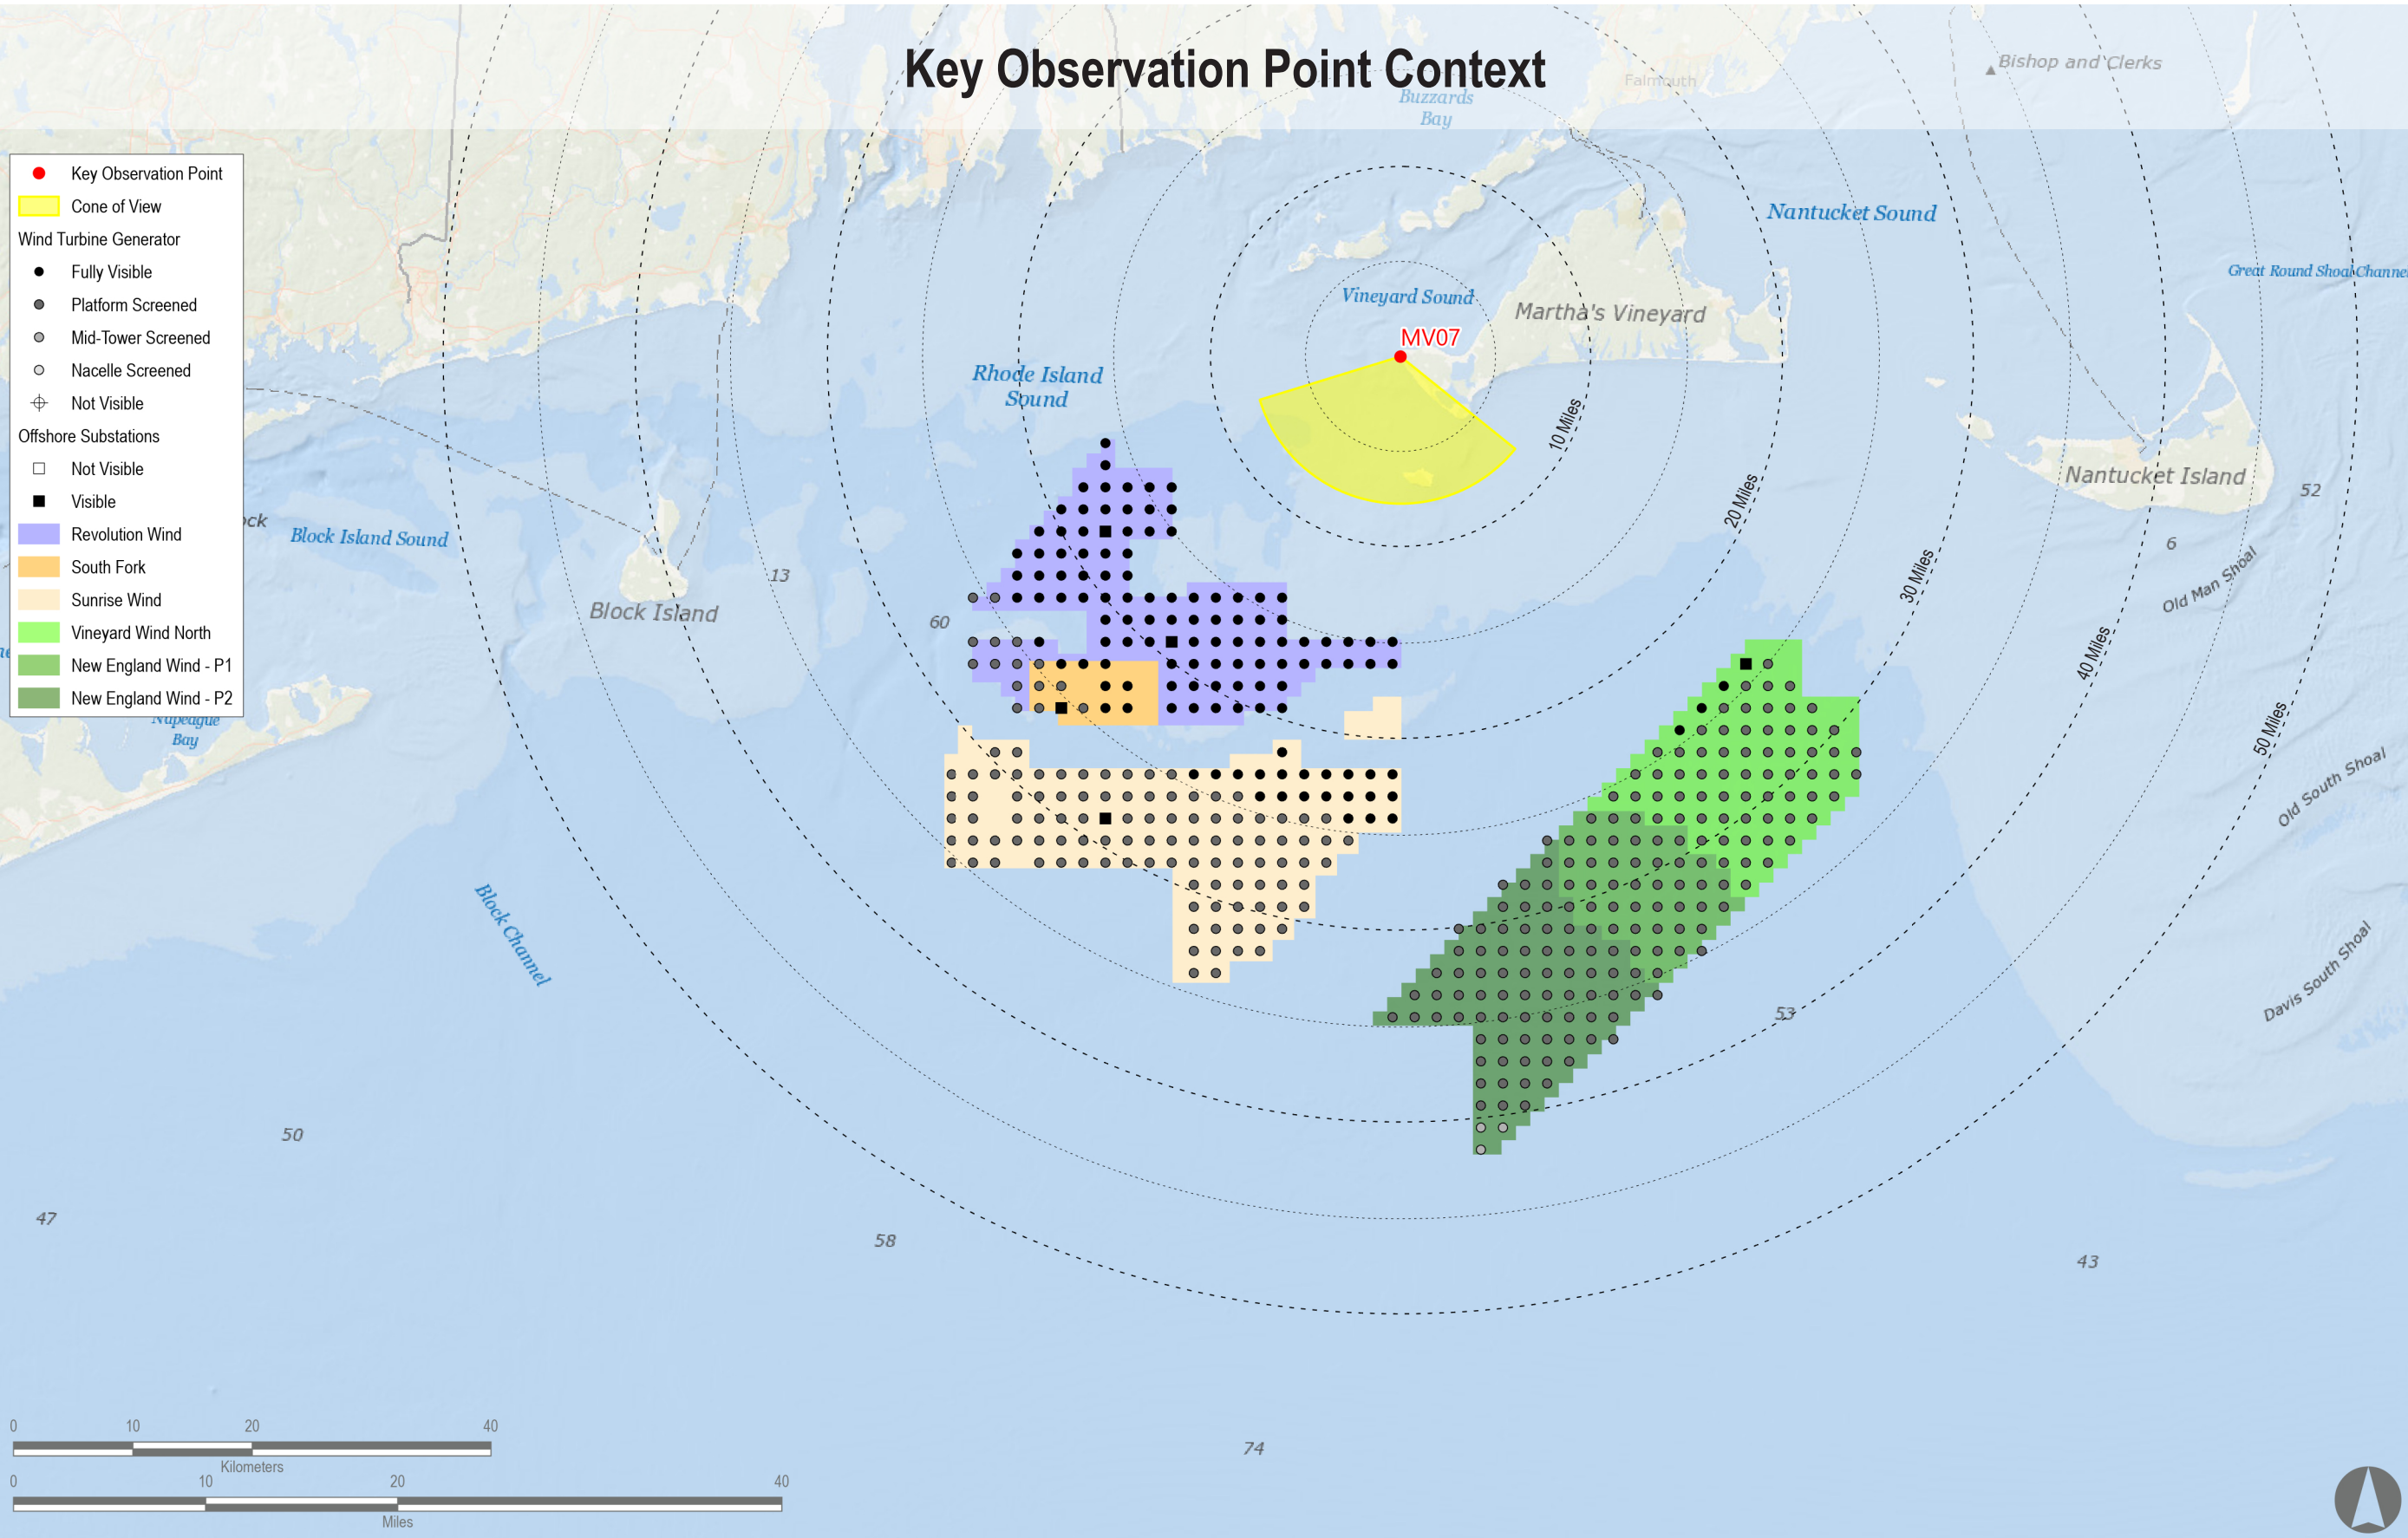 Key Observation Point Context
Bishop and Clerks
Falmouth
Buzzards
Bay
Key Observation Point
Cone of View
Wind Turbine Generator
Fully Visible
Platform Screened
Mid-Tower Screened
Nacelle Screened
Not Visible
Offshore Substations
Not Visible
Visible
Revolution Wind
South Fork
Sunrise Wind
Vineyard Wind North
New England Wind - P1
New England Wind - P2
Nantucket Sound
Great Round Shoal Channel
Vineyard Sound
Martha's Vineyard
MV07
Rhode Island
Sound
10 Miles
20 Miles
30 Miles
40 Miles
50 Miles
Nantucket Island
52
6
Old Man Shoal
ock
Block Island Sound
13
Block Island
60
Napeague
Bay
Old South Shoal
Block Channel
Davis South Shoal
53
50
47
58
43
74
0 10 20 40
Kilometers
0 10 20 40
Miles